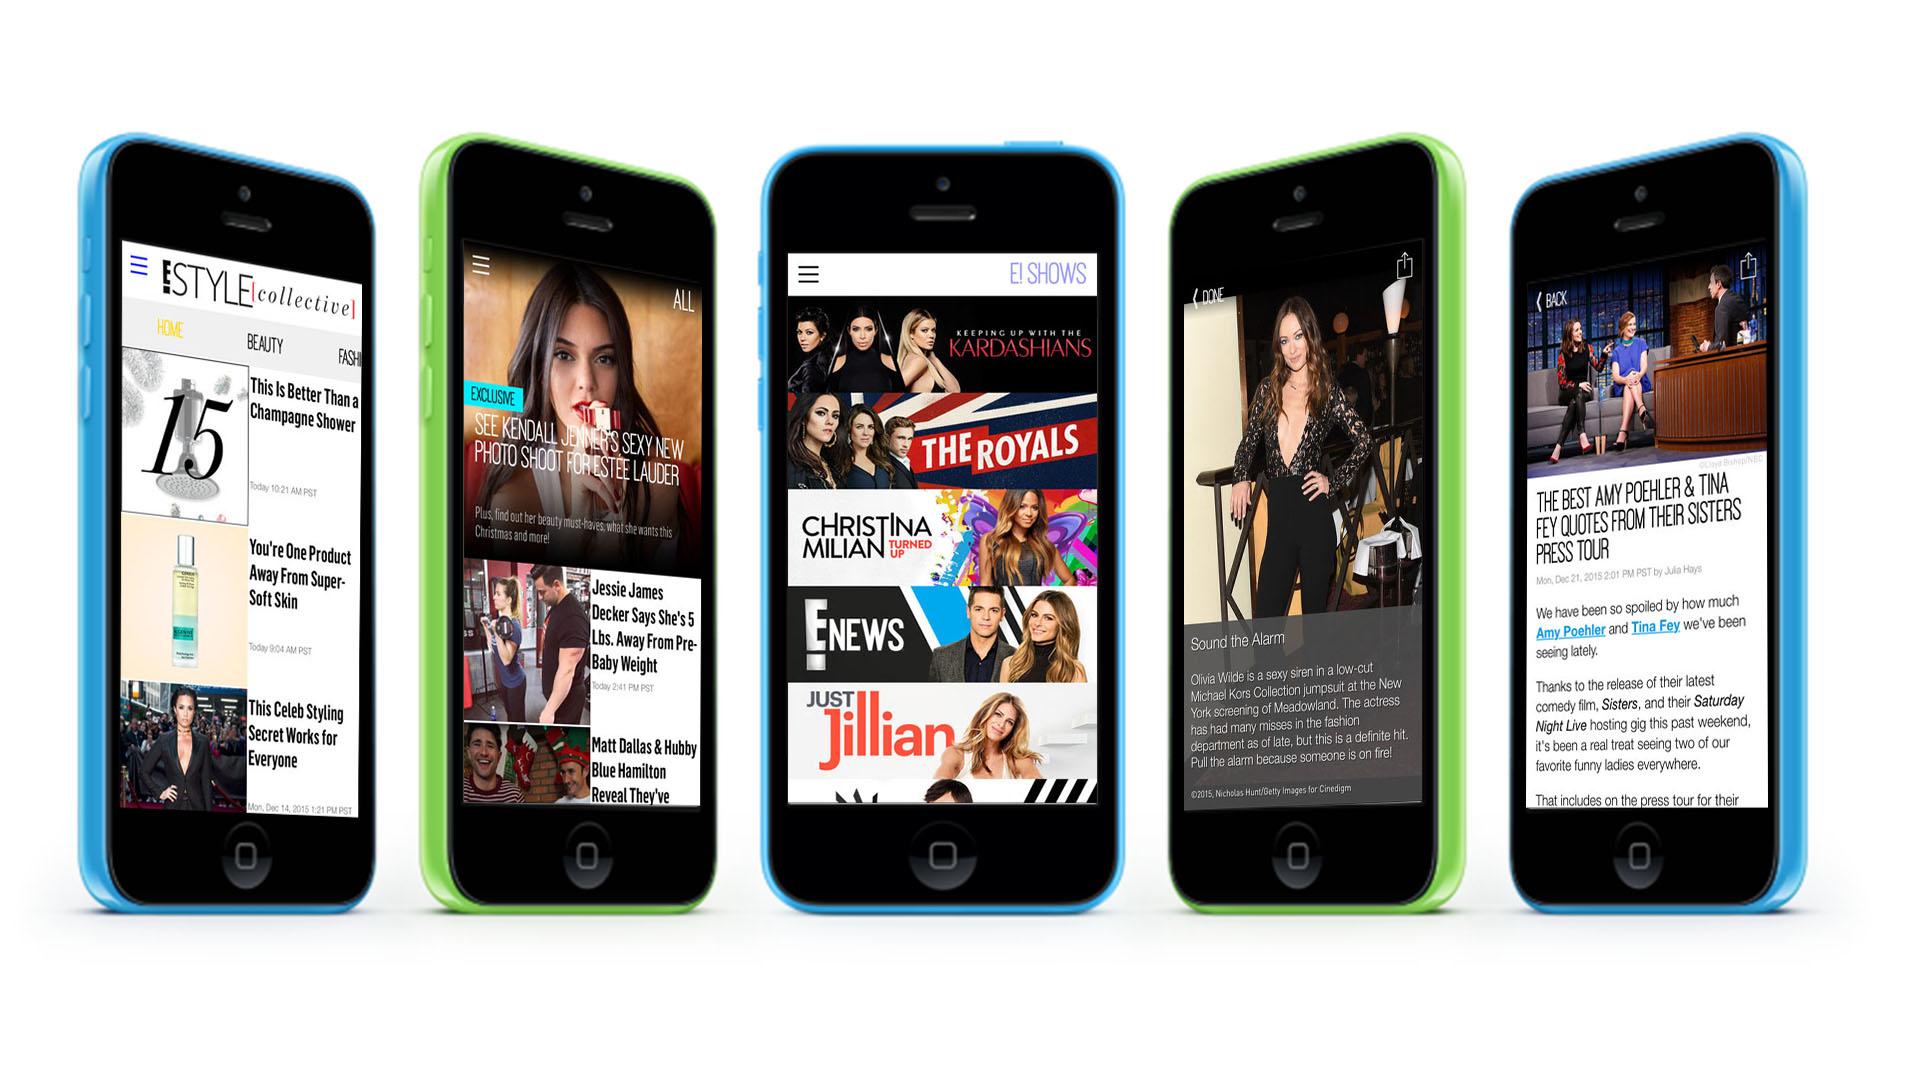 E! STYLE [collective]
HOME
BEAUTY
FASHI
15
This Is Better Than a
Champagne Shower
Today 10:21 AM PST
You're One Product
Away From Super-
Soft Skin
Today 9:04 AM PST
This Celeb Styling
Secret Works for
Everyone
Mon, Dec 14, 2015 1:21 PM PST
ALL
EXCLUSIVE
SEE KENDALL JENNER'S SEXY NEW
PHOTO SHOOT FOR ESTÉE LAUDER
Plus, find out her beauty must-haves, what she wants this
Christmas and more!
Jessie James
Decker Says She's 5
Lbs. Away From Pre-
Baby Weight
Today 2:41 PM PST
Matt Dallas & Hubby
Blue Hamilton
Reveal They've
E! SHOWS
KEEPING UP WITH THE
KARDASHIANS
THE ROYALS
CHRISTINA
MILIAN TURNED
UP
E! NEWS
JUST
Jillian
DONE
Sound the Alarm
Olivia Wilde is a sexy siren in a low-cut
Michael Kors Collection jumpsuit at the New
York screening of Meadowland. The actress
has had many misses in the fashion
department as of late, but this is a definite hit.
Pull the alarm because someone is on fire!
©2015, Nicholas Hunt/Getty Images for Cinedigm
BACK
©Lloyd Bishop/NBC
THE BEST AMY POEHLER & TINA
FEY QUOTES FROM THEIR SISTERS
PRESS TOUR
Mon, Dec 21, 2015 2:01 PM PST by Julia Hays
We have been so spoiled by how much
Amy Poehler and Tina Fey we've been
seeing lately.
Thanks to the release of their latest
comedy film, Sisters, and their Saturday
Night Live hosting gig this past weekend,
it's been a real treat seeing two of our
favorite funny ladies everywhere.
That includes on the press tour for their